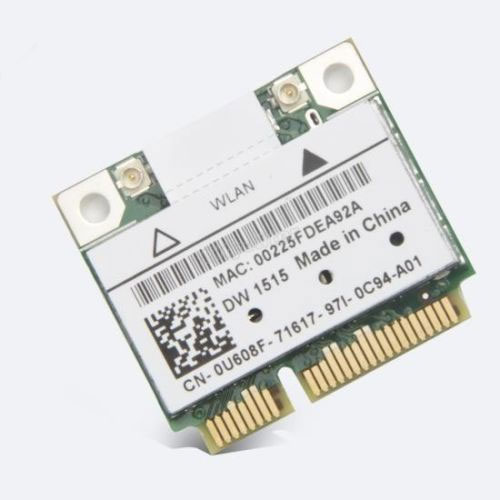 WLAN
MAC: 00225FDEA92A
DW 1515 Made in China
CN- 0U608F- 71617- 97I- 0C94-A01